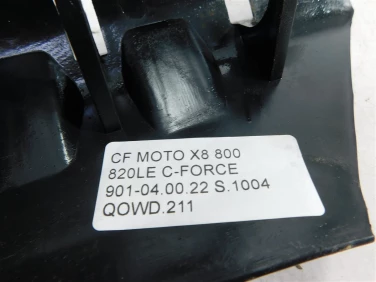 CF MOTO X8 800
820LE C-FORCE
901-04.00.22 S.1004
QOWD.211